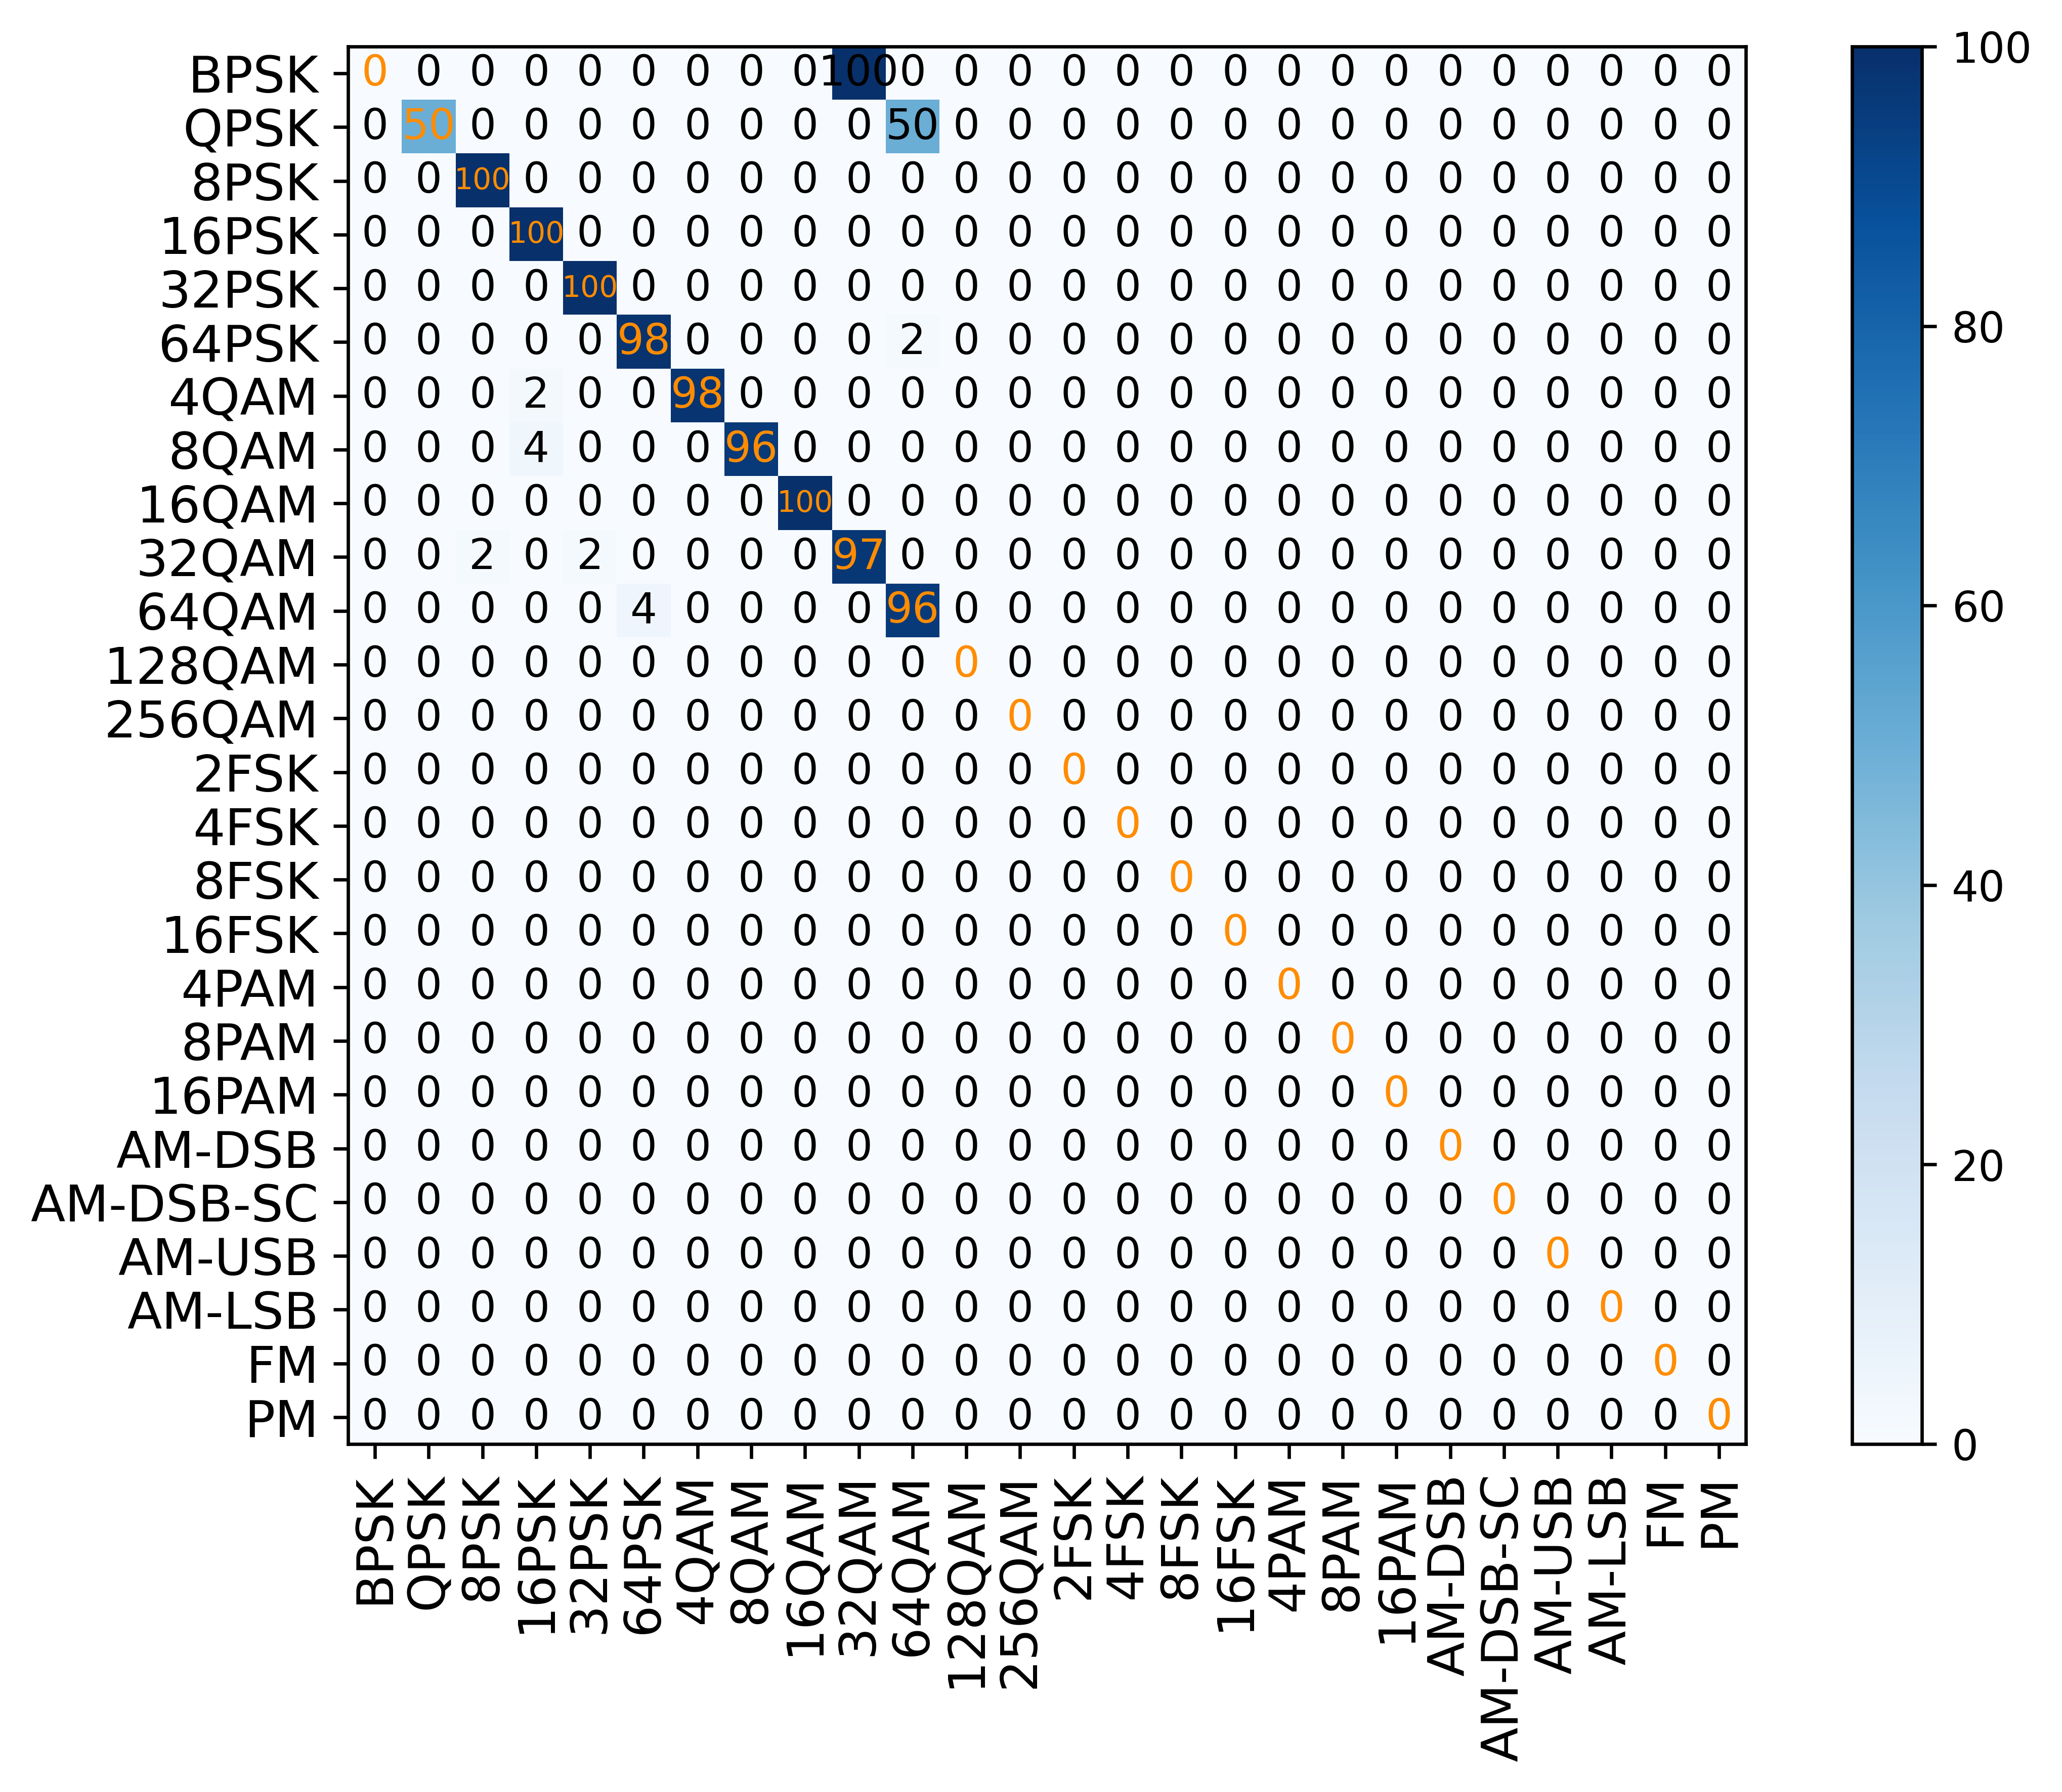 BPSK 0 0 0 0 0 0 0 0 0 100 0 0 0 0 0 0 0 0 0 0 0 0 0 0 0 0
QPSK 0 50 0 0 0 0 0 0 0 0 50 0 0 0 0 0 0 0 0 0 0 0 0 0 0 0
8PSK 0 0 100 0 0 0 0 0 0 0 0 0 0 0 0 0 0 0 0 0 0 0 0 0 0 0
16PSK 0 0 0 100 0 0 0 0 0 0 0 0 0 0 0 0 0 0 0 0 0 0 0 0 0 0
32PSK 0 0 0 0 100 0 0 0 0 0 0 0 0 0 0 0 0 0 0 0 0 0 0 0 0 0
64PSK 0 0 0 0 0 98 0 0 0 0 2 0 0 0 0 0 0 0 0 0 0 0 0 0 0 0
4QAM 0 0 0 2 0 0 98 0 0 0 0 0 0 0 0 0 0 0 0 0 0 0 0 0 0 0
8QAM 0 0 0 4 0 0 0 96 0 0 0 0 0 0 0 0 0 0 0 0 0 0 0 0 0 0
16QAM 0 0 0 0 0 0 0 0 100 0 0 0 0 0 0 0 0 0 0 0 0 0 0 0 0 0
32QAM 0 0 2 0 2 0 0 0 0 97 0 0 0 0 0 0 0 0 0 0 0 0 0 0 0 0
64QAM 0 0 0 0 0 4 0 0 0 0 96 0 0 0 0 0 0 0 0 0 0 0 0 0 0 0
128QAM 0 0 0 0 0 0 0 0 0 0 0 0 0 0 0 0 0 0 0 0 0 0 0 0 0 0
256QAM 0 0 0 0 0 0 0 0 0 0 0 0 0 0 0 0 0 0 0 0 0 0 0 0 0 0
2FSK 0 0 0 0 0 0 0 0 0 0 0 0 0 0 0 0 0 0 0 0 0 0 0 0 0 0
4FSK 0 0 0 0 0 0 0 0 0 0 0 0 0 0 0 0 0 0 0 0 0 0 0 0 0 0
8FSK 0 0 0 0 0 0 0 0 0 0 0 0 0 0 0 0 0 0 0 0 0 0 0 0 0 0
16FSK 0 0 0 0 0 0 0 0 0 0 0 0 0 0 0 0 0 0 0 0 0 0 0 0 0 0
4PAM 0 0 0 0 0 0 0 0 0 0 0 0 0 0 0 0 0 0 0 0 0 0 0 0 0 0
8PAM 0 0 0 0 0 0 0 0 0 0 0 0 0 0 0 0 0 0 0 0 0 0 0 0 0 0
16PAM 0 0 0 0 0 0 0 0 0 0 0 0 0 0 0 0 0 0 0 0 0 0 0 0 0 0
AM-DSB 0 0 0 0 0 0 0 0 0 0 0 0 0 0 0 0 0 0 0 0 0 0 0 0 0 0
AM-DSB-SC 0 0 0 0 0 0 0 0 0 0 0 0 0 0 0 0 0 0 0 0 0 0 0 0 0 0
AM-USB 0 0 0 0 0 0 0 0 0 0 0 0 0 0 0 0 0 0 0 0 0 0 0 0 0 0
AM-LSB 0 0 0 0 0 0 0 0 0 0 0 0 0 0 0 0 0 0 0 0 0 0 0 0 0 0
FM 0 0 0 0 0 0 0 0 0 0 0 0 0 0 0 0 0 0 0 0 0 0 0 0 0 0
PM 0 0 0 0 0 0 0 0 0 0 0 0 0 0 0 0 0 0 0 0 0 0 0 0 0 0
BPSK
QPSK
8PSK
16PSK
32PSK
64PSK
4QAM
8QAM
16QAM
32QAM
64QAM
128QAM
256QAM
2FSK
4FSK
8FSK
16FSK
4PAM
8PAM
16PAM
AM-DSB
AM-DSB-SC
AM-USB
AM-LSB
FM
PM
100
80
60
40
20
0